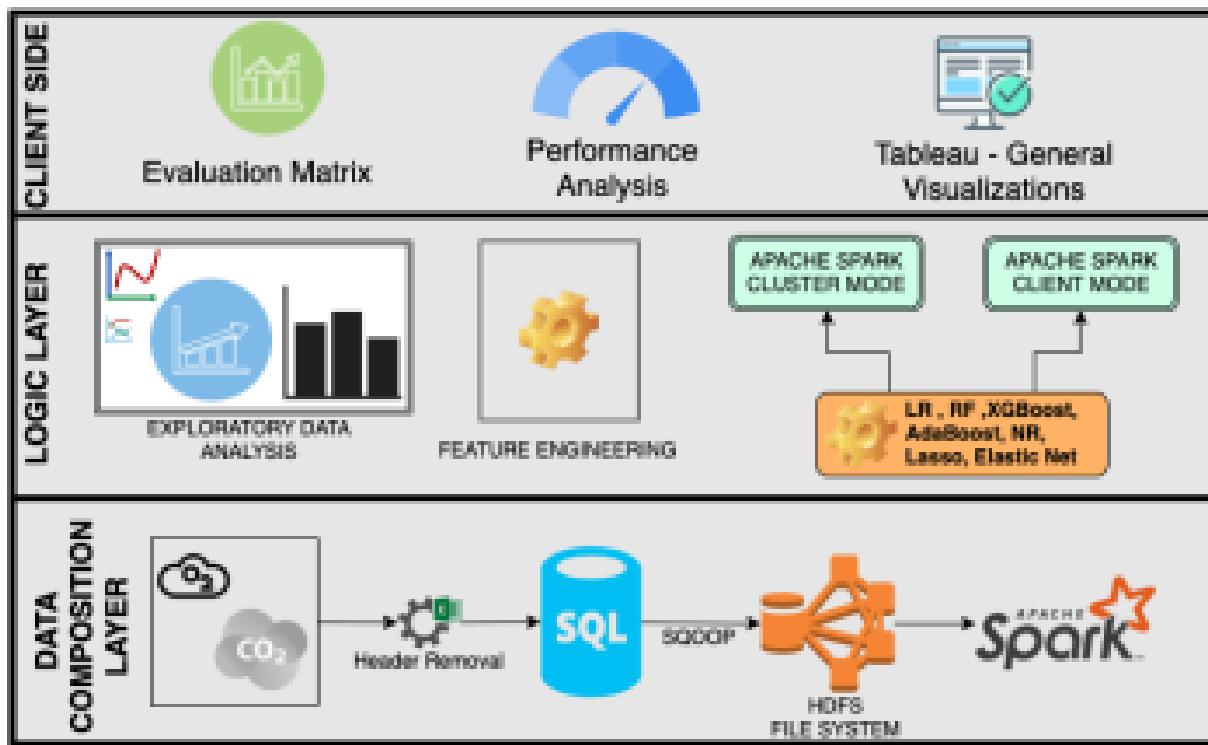 CLIENT SIDE
Evaluation Matrix
Performance
Analysis
Tableau - General
Visualizations
LOGIC LAYER
EXPLORATORY DATA
ANALYSIS
FEATURE ENGINEERING
APACHE SPARK
CLUSTER MODE
APACHE SPARK
CLIENT MODE
LR , RF ,XGBoost,
AdaBoost, NR,
Lasso, Elastic Net
DATA
COMPOSITION
LAYER
O3
CO2
Header Removal
SQL
SQOOP
HDFS
FILE SYSTEM
APACHE
Spark